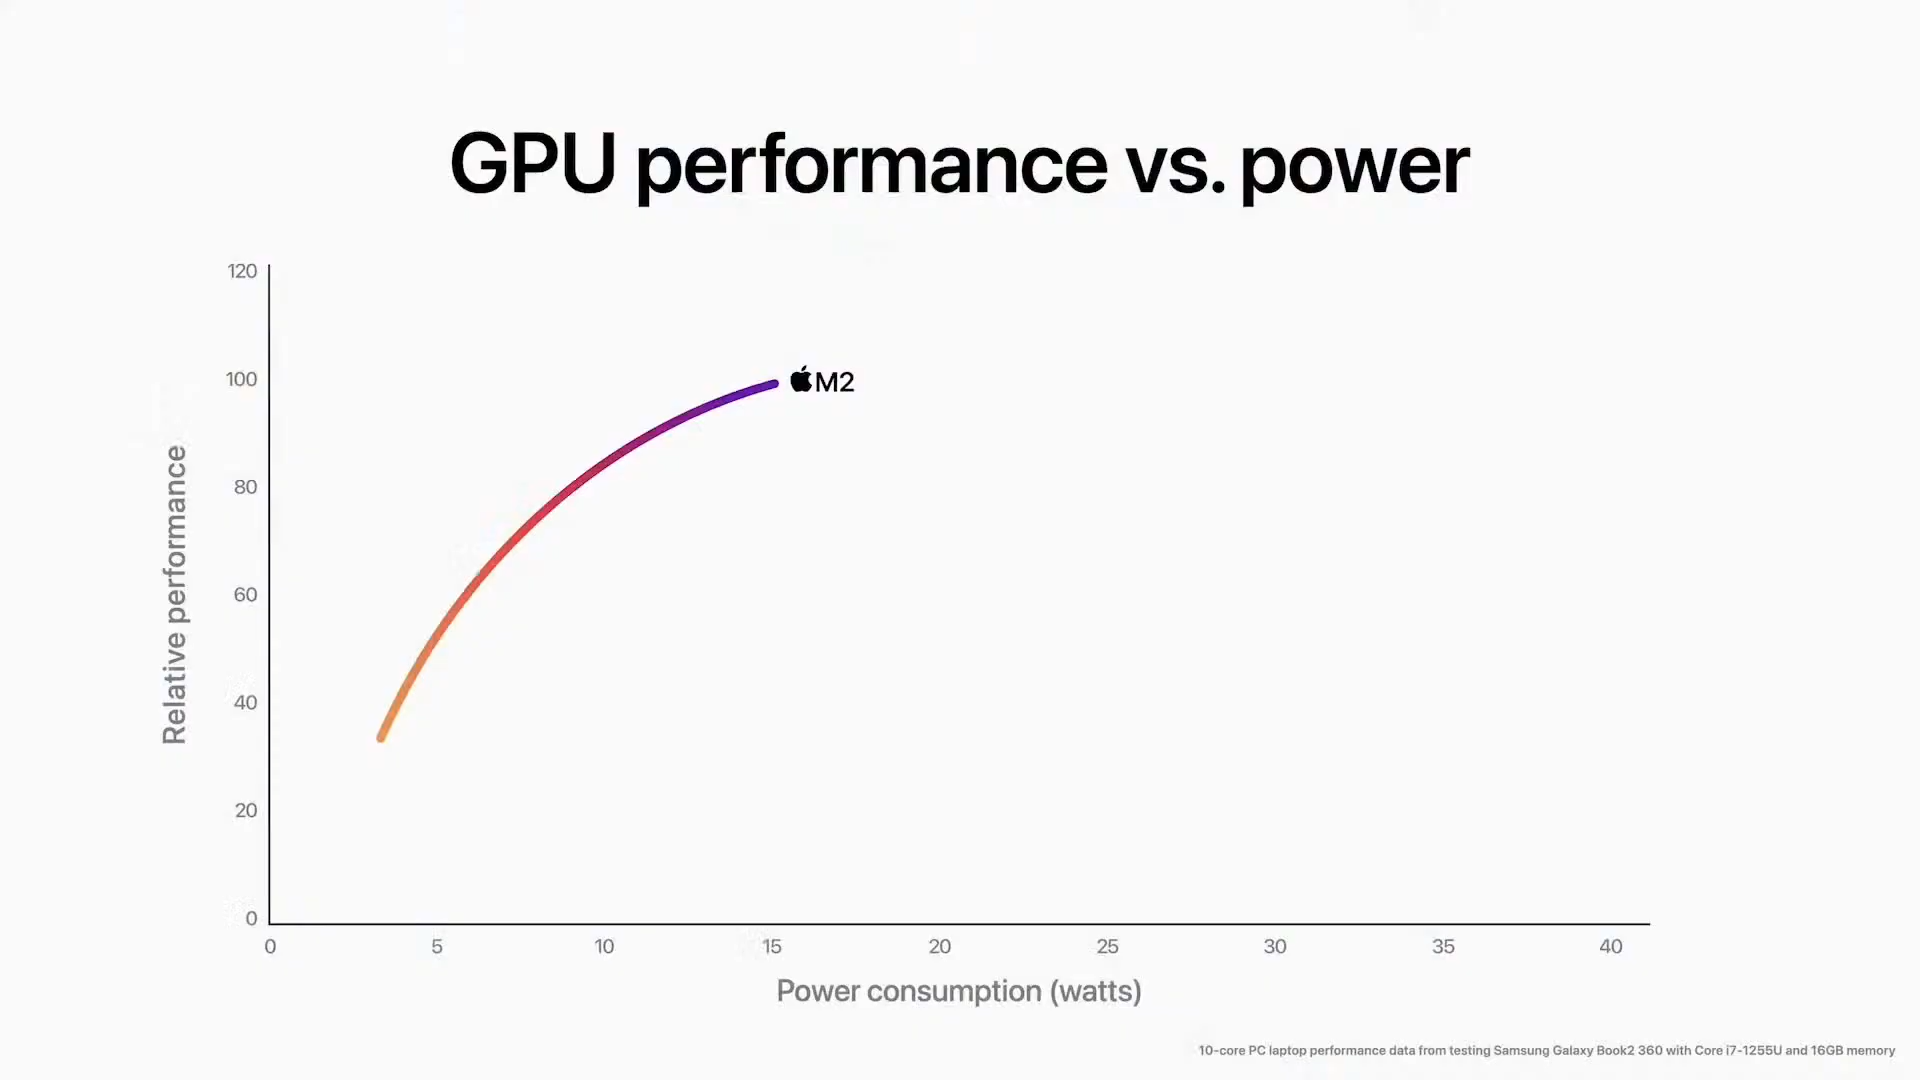 GPU performance vs. power
120
100
80
60
40
20
0
Relative performance
M2
0 5 10 15 20 25 30 35 40
Power consumption (watts)
10-core PC laptop performance data from testing Samsung Galaxy Book2 360 with Core i7-1255U and 16GB memory